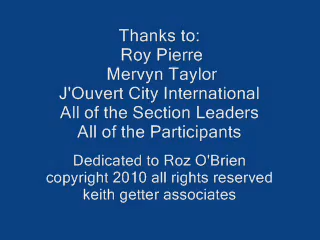 Thanks to:
Roy Pierre
Mervyn Taylor
J'Ouvert City International
All of the Section Leaders
All of the Participants
Dedicated to Roz O'Brien
copyright 2010 all rights reserved
keith getter associates